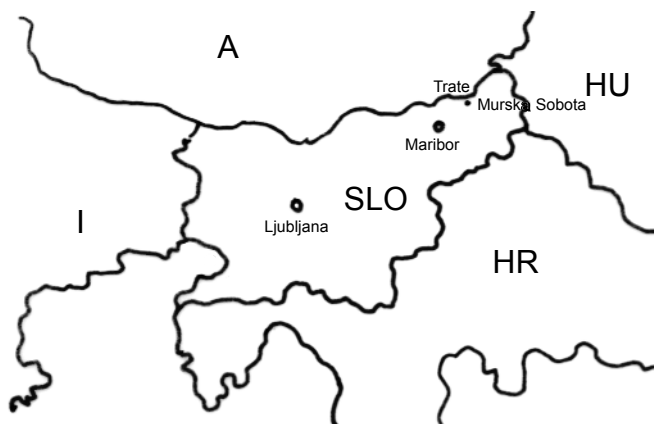 A
HU
Trate
Murska Sobota
Maribor
SLO
I
Ljubljana
HR